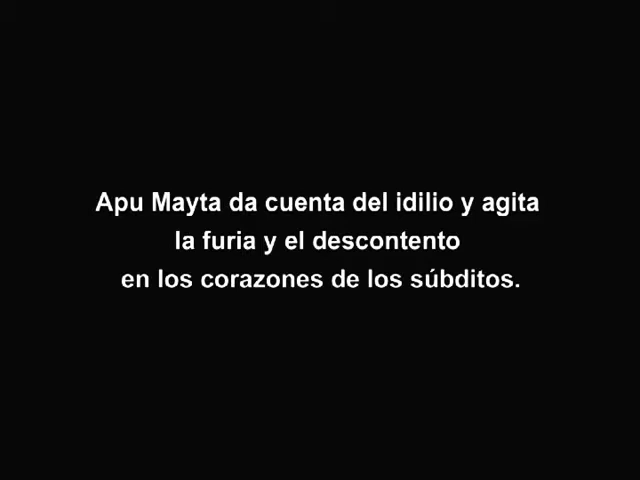 Apu Mayta da cuenta del idilio y agita
la furia y el descontento
en los corazones de los súbditos.